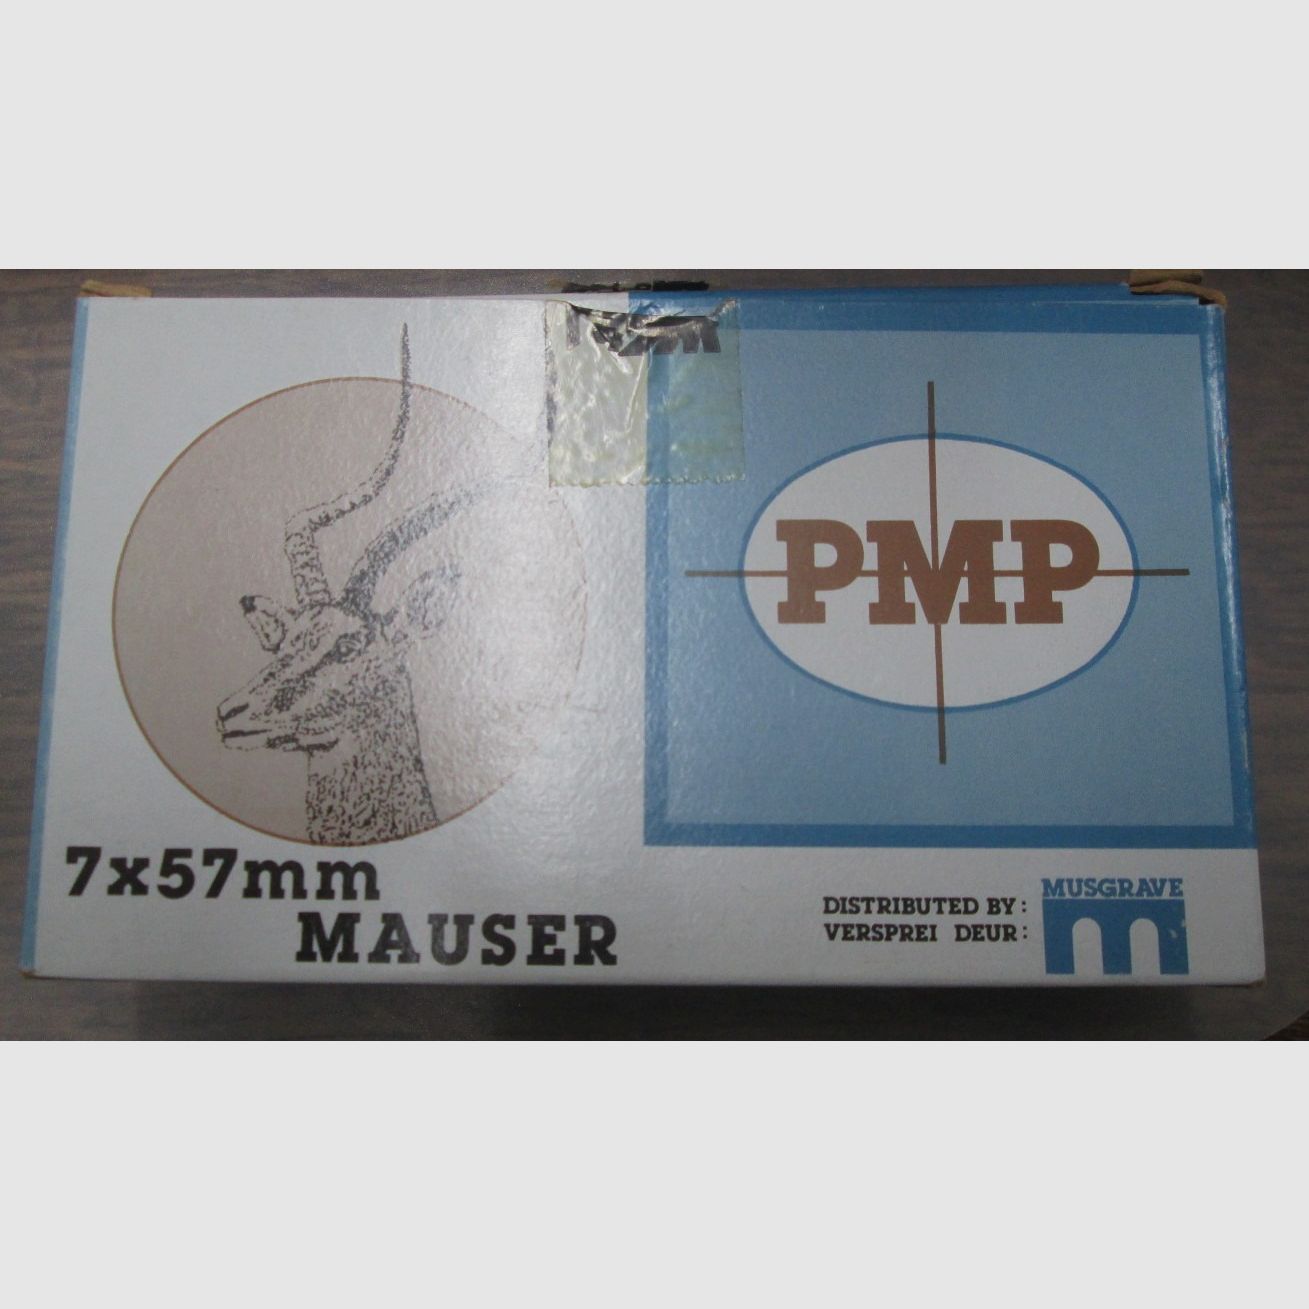 PMP
7x57mm
MAUSER
DISTRIBUTED BY:
VERSPREI DEUR:
MUSGRAVE
m